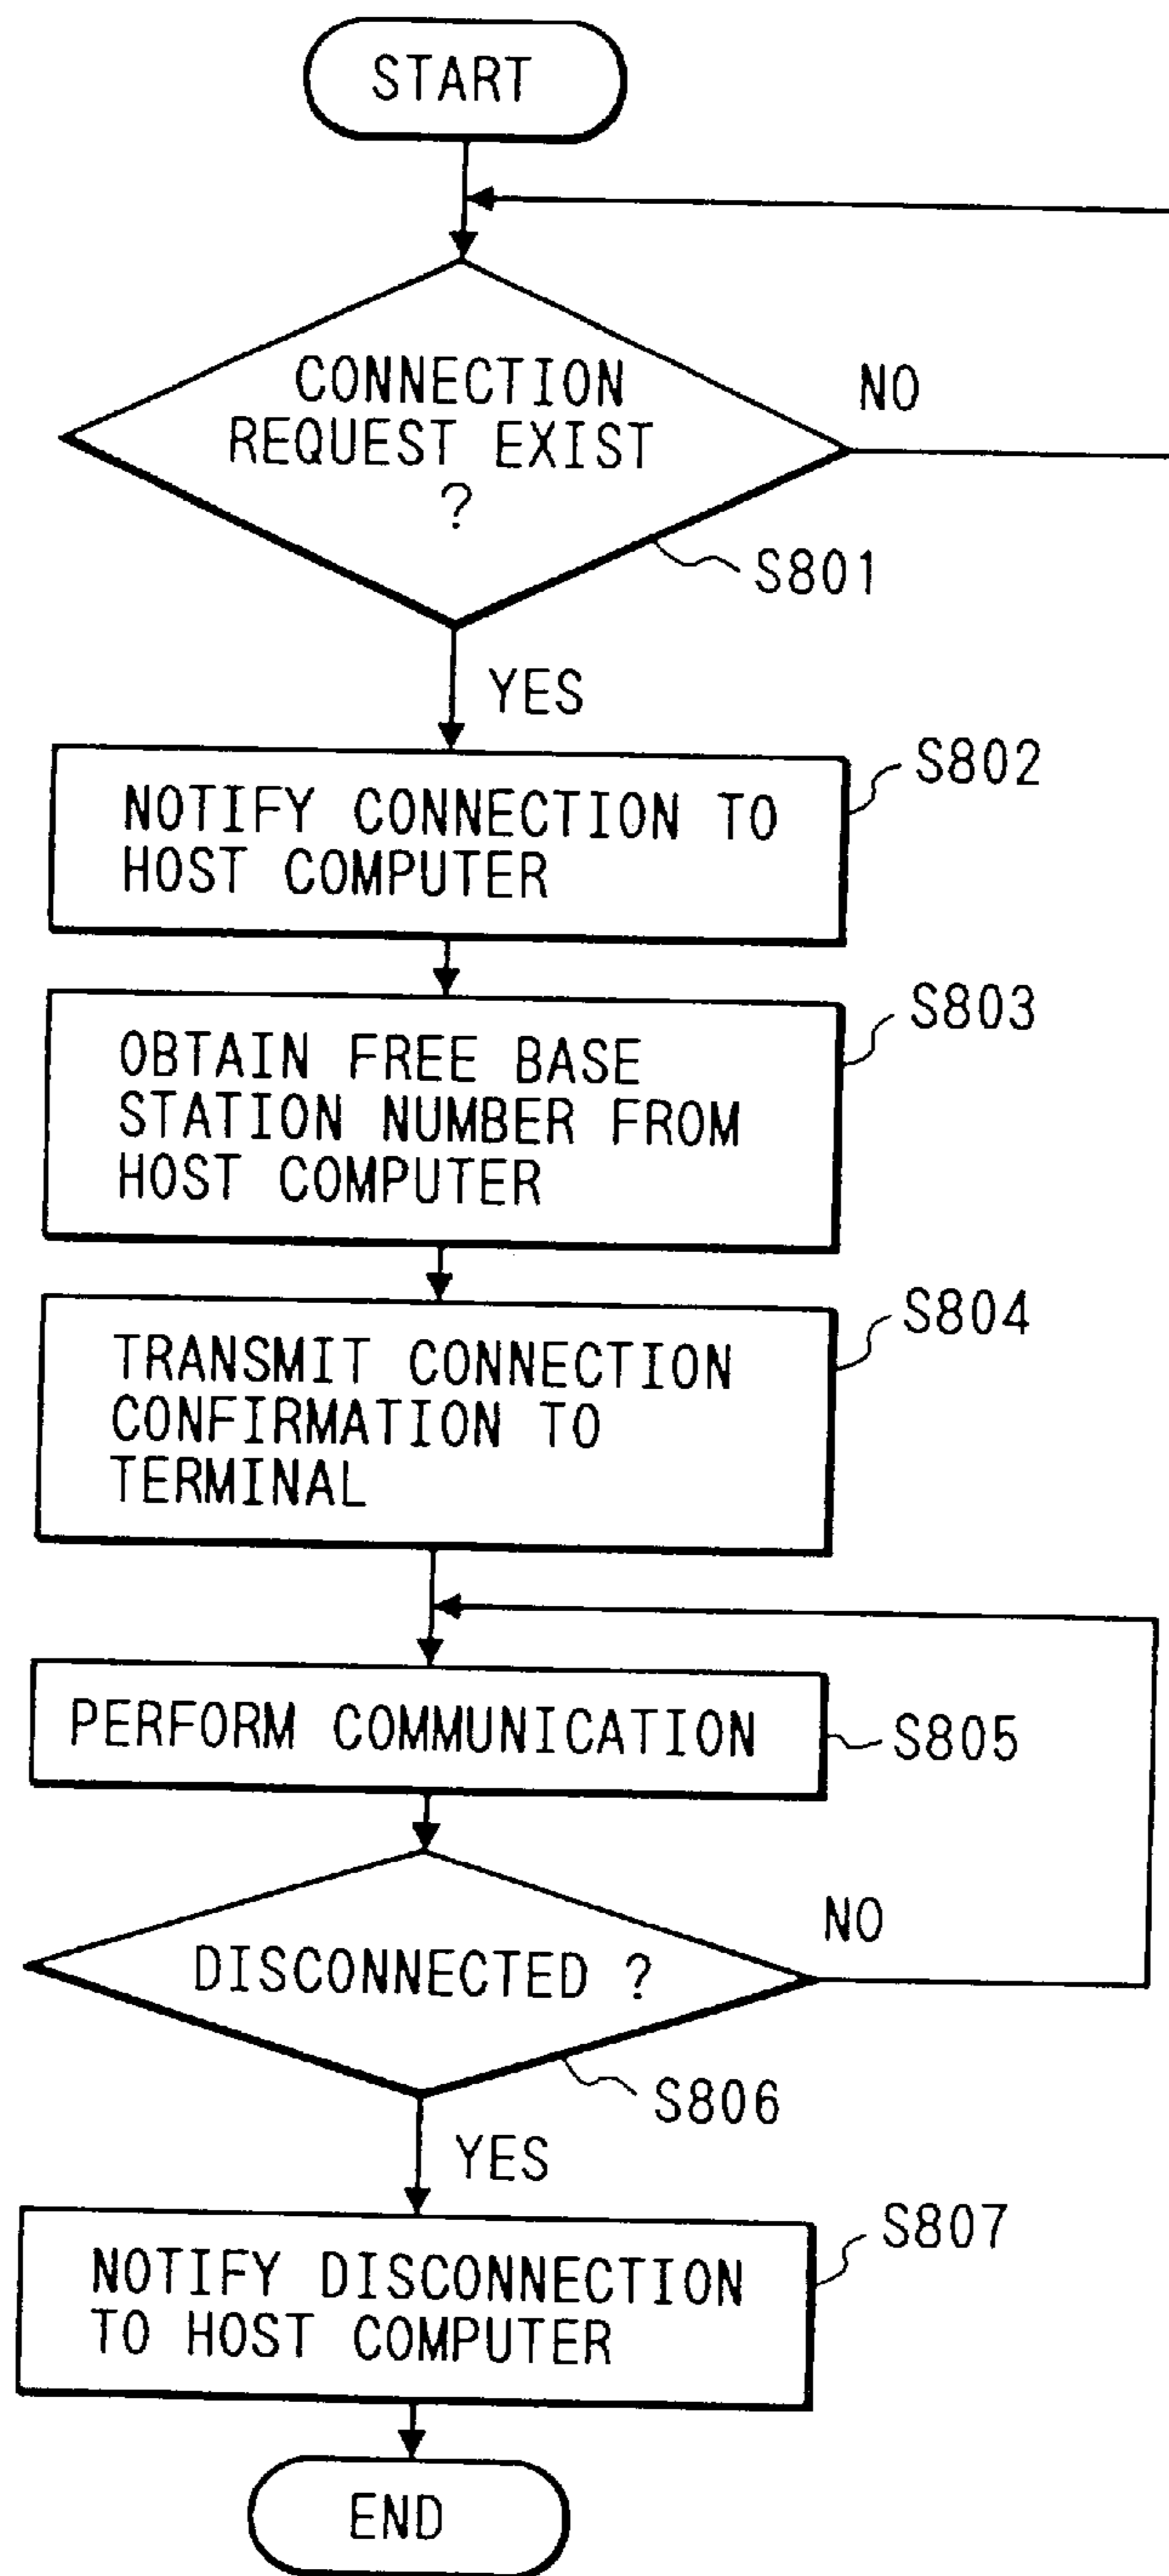 START
CONNECTION
REQUEST EXIST
?
NO
S801
YES
S802
NOTIFY CONNECTION TO
HOST COMPUTER
S803
OBTAIN FREE BASE
STATION NUMBER FROM
HOST COMPUTER
S804
TRANSMIT CONNECTION
CONFIRMATION TO
TERMINAL
PERFORM COMMUNICATION
S805
NO
DISCONNECTED ?
S806
YES
S807
NOTIFY DISCONNECTION
TO HOST COMPUTER
END